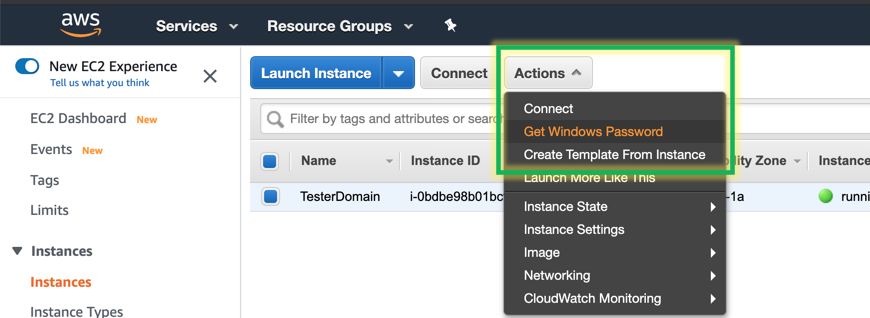 aws
Services
Resource Groups
New EC2 Experience
Tell us what you think
EC2 Dashboard New
Events New
Tags
Limits
Instances
Instances
Instance Types
Launch Instance
Connect
Actions
Filter by tags and attributes or searc
Name
Instance ID
ility Zone
Instance
TesterDomain
i-0bdbe98b01bc
-1a
runni
Connect
Get Windows Password
Create Template From Instance
Launch More Like This
Instance State
Instance Settings
Image
Networking
CloudWatch Monitoring